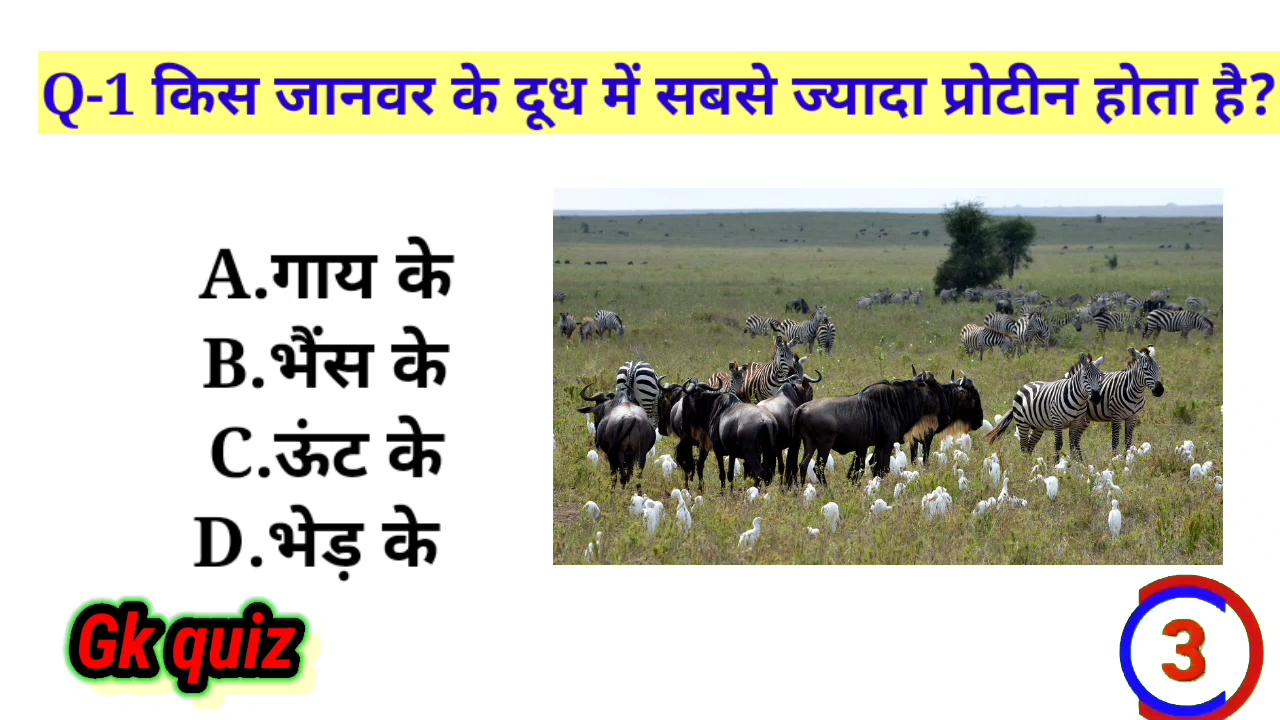 Q-1 किस जानवर के दूध में सबसे ज्यादा प्रोटीन होता है?
A.गाय के
B.भैंस के
C.ऊंट के
D.भेड़ के
Gk quiz
3